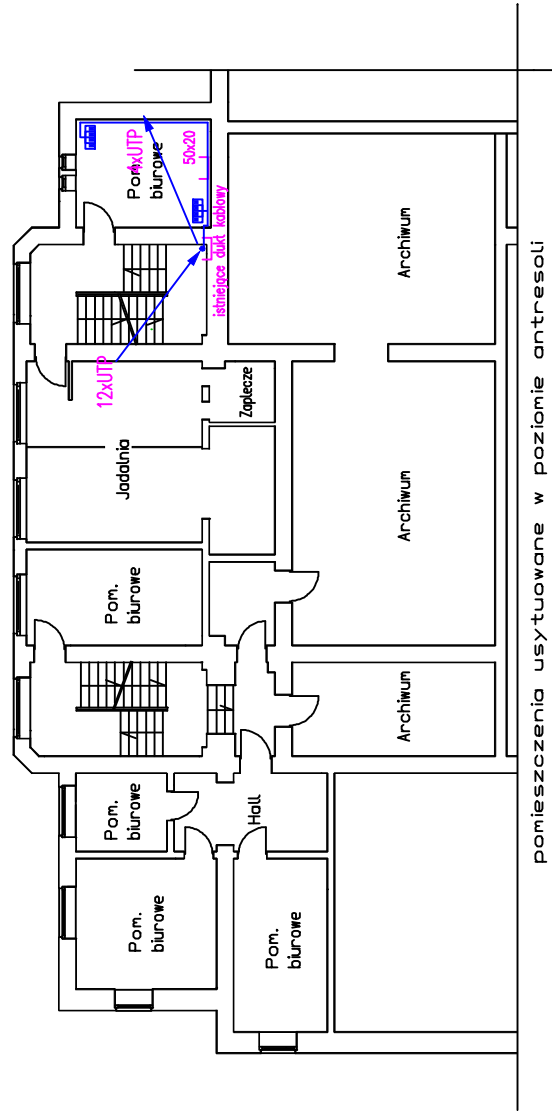 Pom.
biurowe
Pom.
biurowe
Pom.
biurowe
Hall
Pom.
biurowe
Jadalnia
Zaplecze
12xUTP
4xUTP
Pom.
biurowe
50x20
istniejące dukt kablowy
Archiwum
Archiwum
Archiwum
pomieszczenia usytuowane w poziomie antresoli